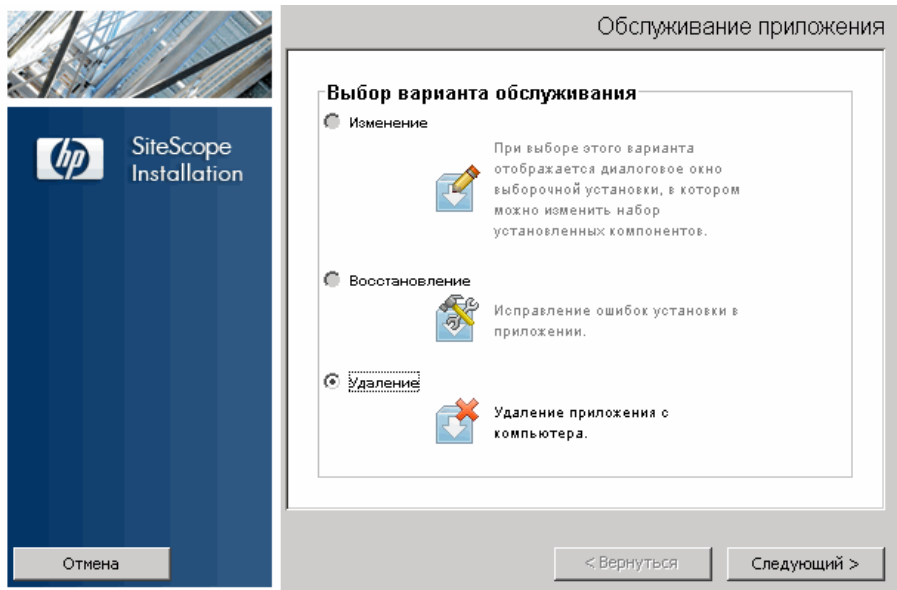 Обслуживание приложения
hp
SiteScope
Installation
Выбор варианта обслуживания
Изменение
При выборе этого варианта
отображается диалоговое окно
выборочной установки, в котором
можно изменить набор
установленных компонентов.
Восстановление
Исправление ошибок установки в
приложении.
Удаление
Удаление приложения с
компьютера.
Отмена
< Вернуться
Следующий >